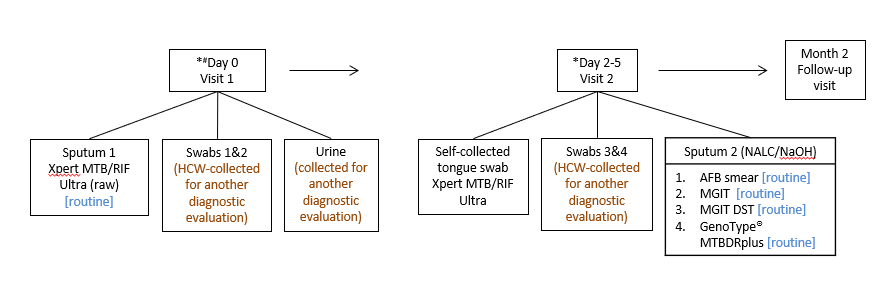 *#Day 0
Visit 1
*Day 2-5
Visit 2
Month 2
Follow-up
visit
Sputum 1
Xpert MTB/RIF
Ultra (raw)
[routine]
Swabs 1&2
(HCW-collected
for another
diagnostic
evaluation)
Urine
(collected for
another
diagnostic
evaluation)
Self-collected
tongue swab
Xpert MTB/RIF
Ultra
Swabs 3&4
(HCW-collected
for another
diagnostic
evaluation)
Sputum 2 (NALC/NaOH)
1. AFB smear [routine]
2. MGIT [routine]
3. MGIT DST [routine]
4. GenoType®
MTBDRplus [routine]